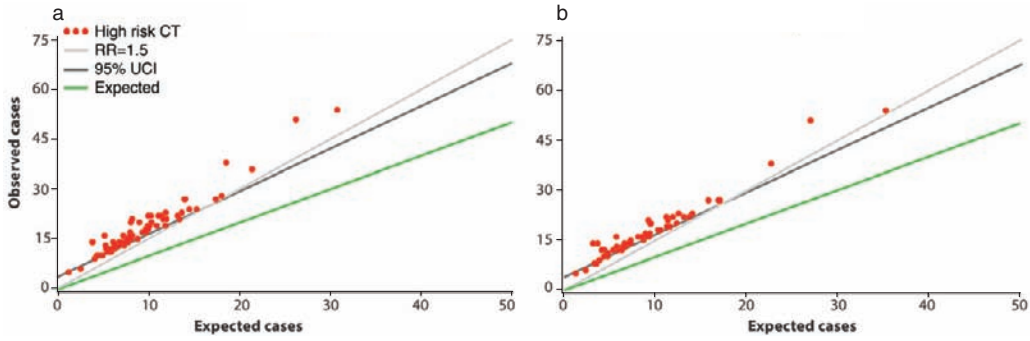 a
High risk CT
RR=1.5
95% UCI
Expected
Observed cases
75
60
45
30
15
0
0 10 20 30 40 50
Expected cases
b
75
60
45
30
15
0
0 10 20 30 40 50
Expected cases